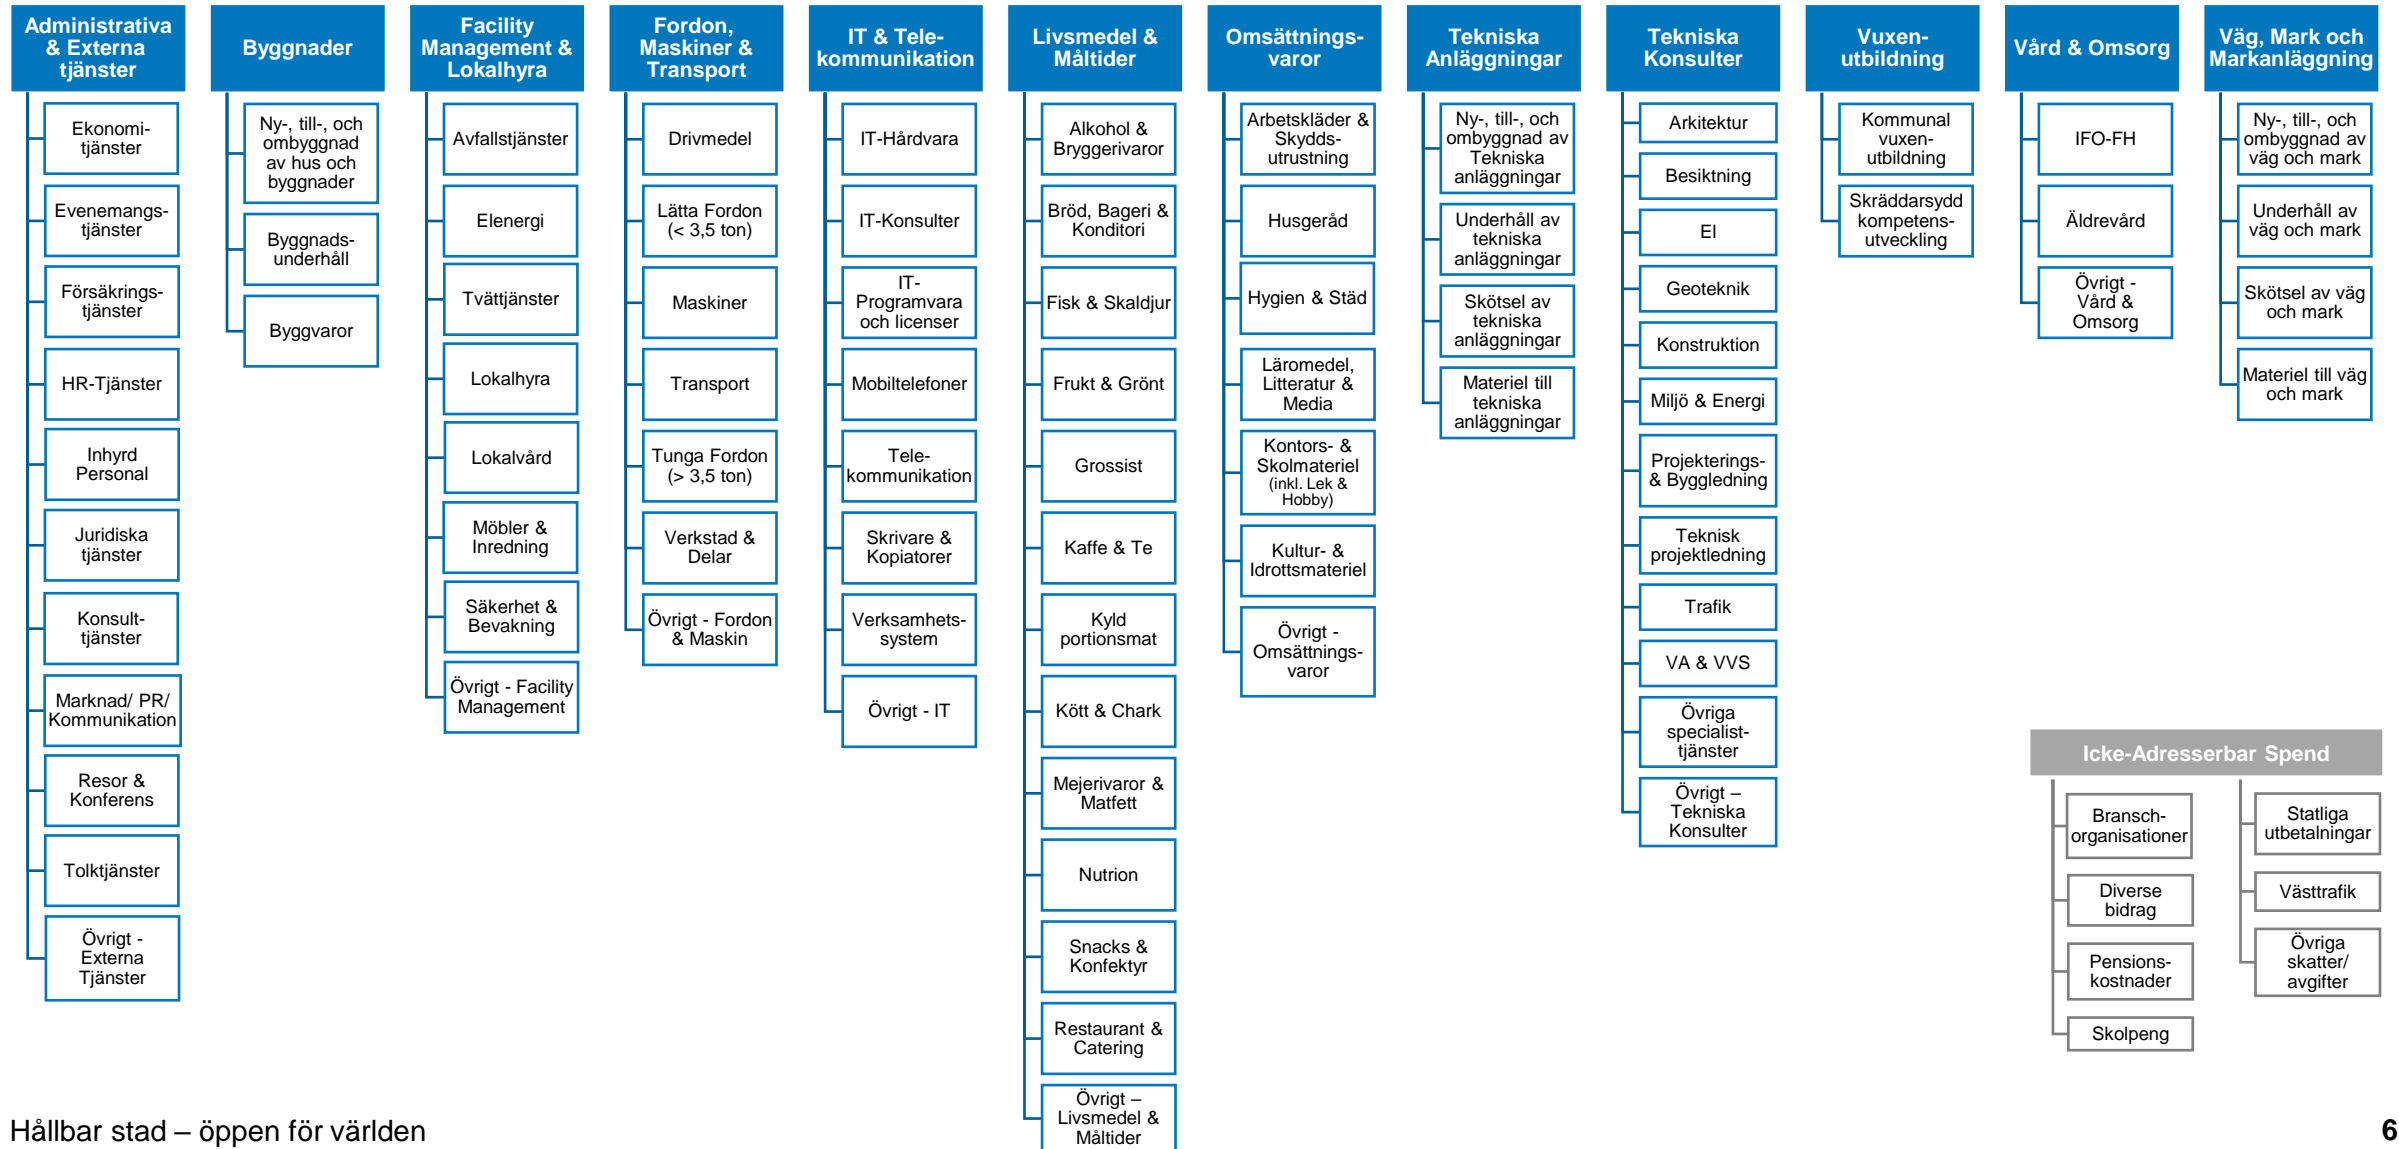 Administrativa
& Externa
tjänster
Ekonomi-
tjänster
Evenemangs-
tjänster
Försäkrings-
tjänster
HR-Tjänster
Inhyrd
Personal
Juridiska
tjänster
Konsult-
tjänster
Marknad/ PR/
Kommunikation
Resor &
Konferens
Tolktjänster
Övrigt -
Externa
Tjänster
Byggnader
Ny-, till-, och
ombyggnad
av hus och
byggnader
Byggnads-
underhåll
Byggvaror
Facility
Management &
Lokalhyra
Avfallstjänster
Elenergi
Tvättjänster
Lokalhyra
Lokalvård
Möbler &
Inredning
Säkerhet &
Bevakning
Övrigt - Facility
Management
Fordon,
Maskiner &
Transport
Drivmedel
Lätta Fordon
(< 3,5 ton)
Maskiner
Transport
Tunga Fordon
(> 3,5 ton)
Verkstad &
Delar
Övrigt - Fordon
& Maskin
IT & Tele-
kommunikation
IT-Hårdvara
IT-Konsulter
IT-
Programvara
och licenser
Mobiltelefoner
Tele-
kommunikation
Skrivare &
Kopiatorer
Verksamhets-
system
Övrigt - IT
Livsmedel &
Måltider
Alkohol &
Bryggerivaror
Bröd, Bageri &
Konditori
Fisk & Skaldjur
Frukt & Grönt
Grossist
Kaffe & Te
Kyld
portionsmat
Kött & Chark
Mejerivaror &
Matfett
Nutrion
Snacks &
Konfektyr
Restaurant &
Catering
Övrigt –
Livsmedel &
Måltider
Omsättnings-
varor
Arbetskläder &
Skydds-
utrustning
Husgeråd
Hygien & Städ
Läromedel,
Litteratur &
Media
Kontors- &
Skolmateriel
(inkl. Lek &
Hobby)
Kultur- &
Idrottsmateriel
Övrigt -
Omsättnings-
varor
Tekniska
Anläggningar
Ny-, till-, och
ombyggnad av
Tekniska
anläggningar
Underhåll av
tekniska
anläggningar
Skötsel av
tekniska
anläggningar
Materiel till
tekniska
anläggningar
Tekniska
Konsulter
Arkitektur
Besiktning
El
Geoteknik
Konstruktion
Miljö & Energi
Projekterings-
& Byggledning
Teknisk
projektledning
Trafik
VA & VVS
Övriga
specialist-
tjänster
Övrigt –
Tekniska
Konsulter
Vuxen-
utbildning
Kommunal
vuxen-
utbildning
Skräddarsydd
kompetens-
utveckling
Vård & Omsorg
IFO-FH
Äldrevård
Övrigt -
Vård &
Omsorg
Väg, Mark och
Markanläggning
Ny-, till-, och
ombyggnad av
väg och mark
Underhåll av
väg och mark
Skötsel av väg
och mark
Materiel till väg
och mark
Icke-Adresserbar Spend
Bransch-
organisationer
Diverse
bidrag
Pensions-
kostnader
Skolpeng
Statliga
utbetalningar
Västtrafik
Övriga
skatter/
avgifter
Hållbar stad – öppen för världen
6